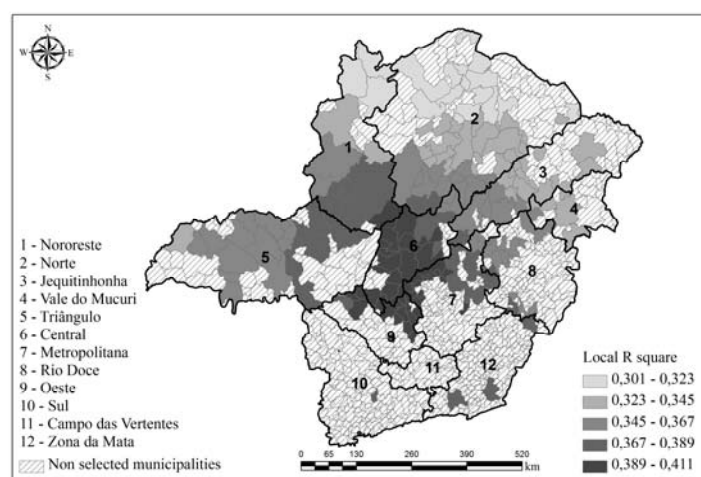 N
W E
S
1
2
3
4
5
6
7
8
9
10
11
12
1 - Nororeste
2 - Norte
3 - Jequitinhonha
4 - Vale do Mucuri
5 - Triângulo
6 - Central
7 - Metropolitana
8 - Rio Doce
9 - Oeste
10 - Sul
11 - Campo das Vertentes
12 - Zona da Mata
Non selected municipalities
Local R square
0,301 - 0,323
0,323 - 0,345
0,345 - 0,367
0,367 - 0,389
0,389 - 0,411
0 65 130 260 390 520
km